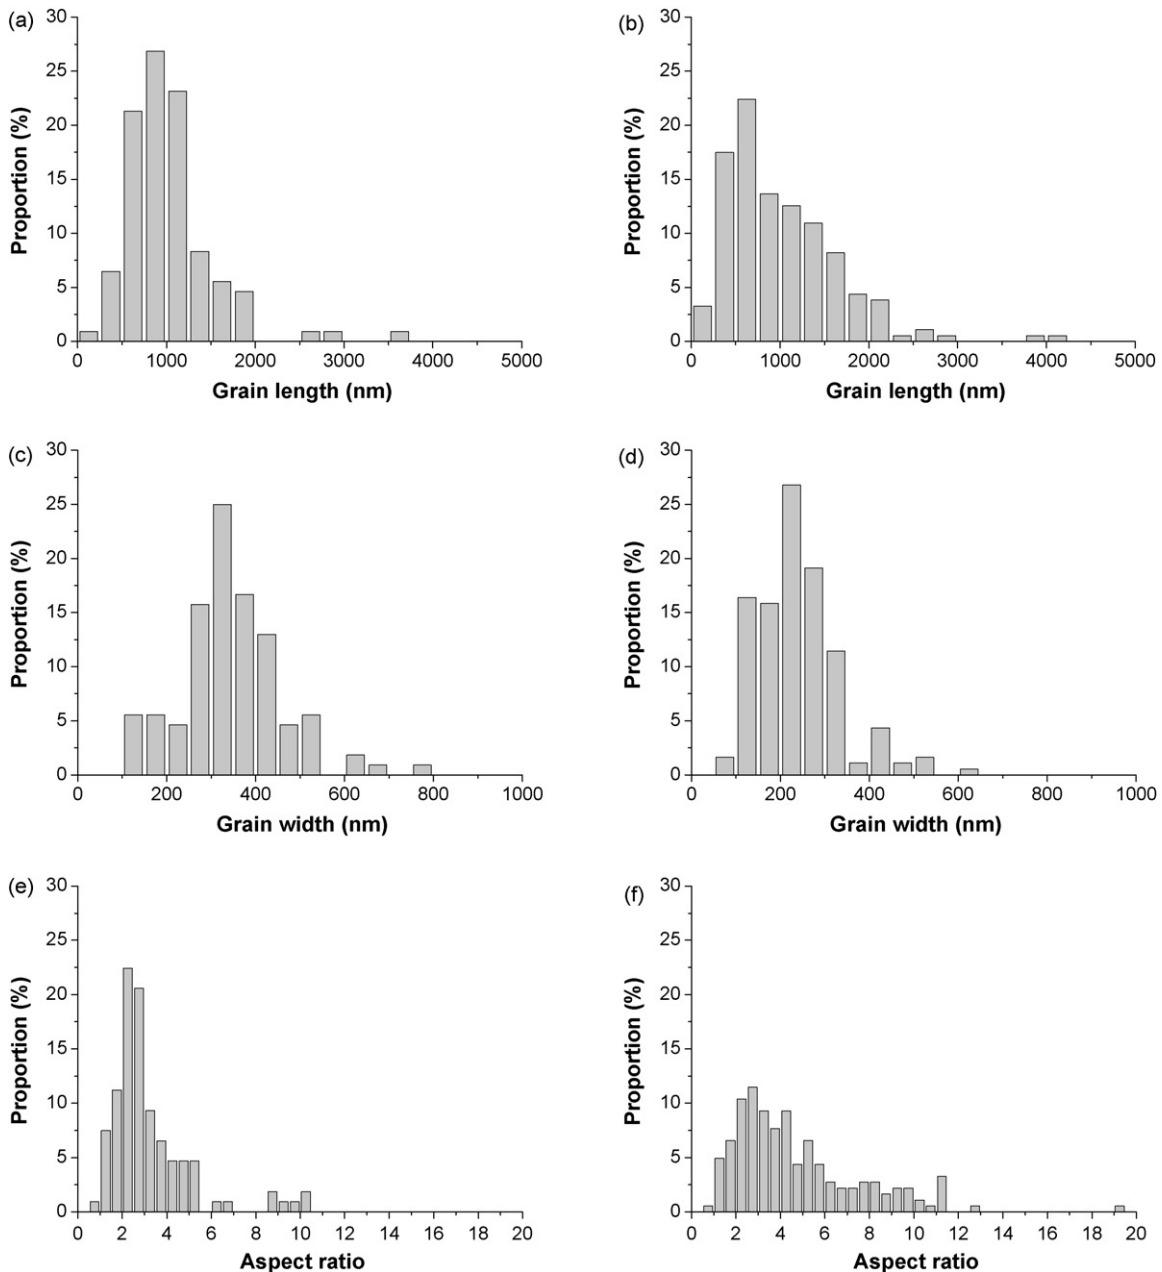 (a)
30
25
20
15
10
5
0
Proportion (%)
0 1000 2000 3000 4000 5000
Grain length (nm)
(b)
30
25
20
15
10
5
0
Proportion (%)
0 1000 2000 3000 4000 5000
Grain length (nm)
(c)
30
25
20
15
10
5
0
Proportion (%)
0 200 400 600 800 1000
Grain width (nm)
(d)
30
25
20
15
10
5
0
Proportion (%)
0 200 400 600 800 1000
Grain width (nm)
(e)
30
25
20
15
10
5
0
Proportion (%)
0 2 4 6 8 10 12 14 16 18 20
Aspect ratio
(f)
30
25
20
15
10
5
0
Proportion (%)
0 2 4 6 8 10 12 14 16 18 20
Aspect ratio